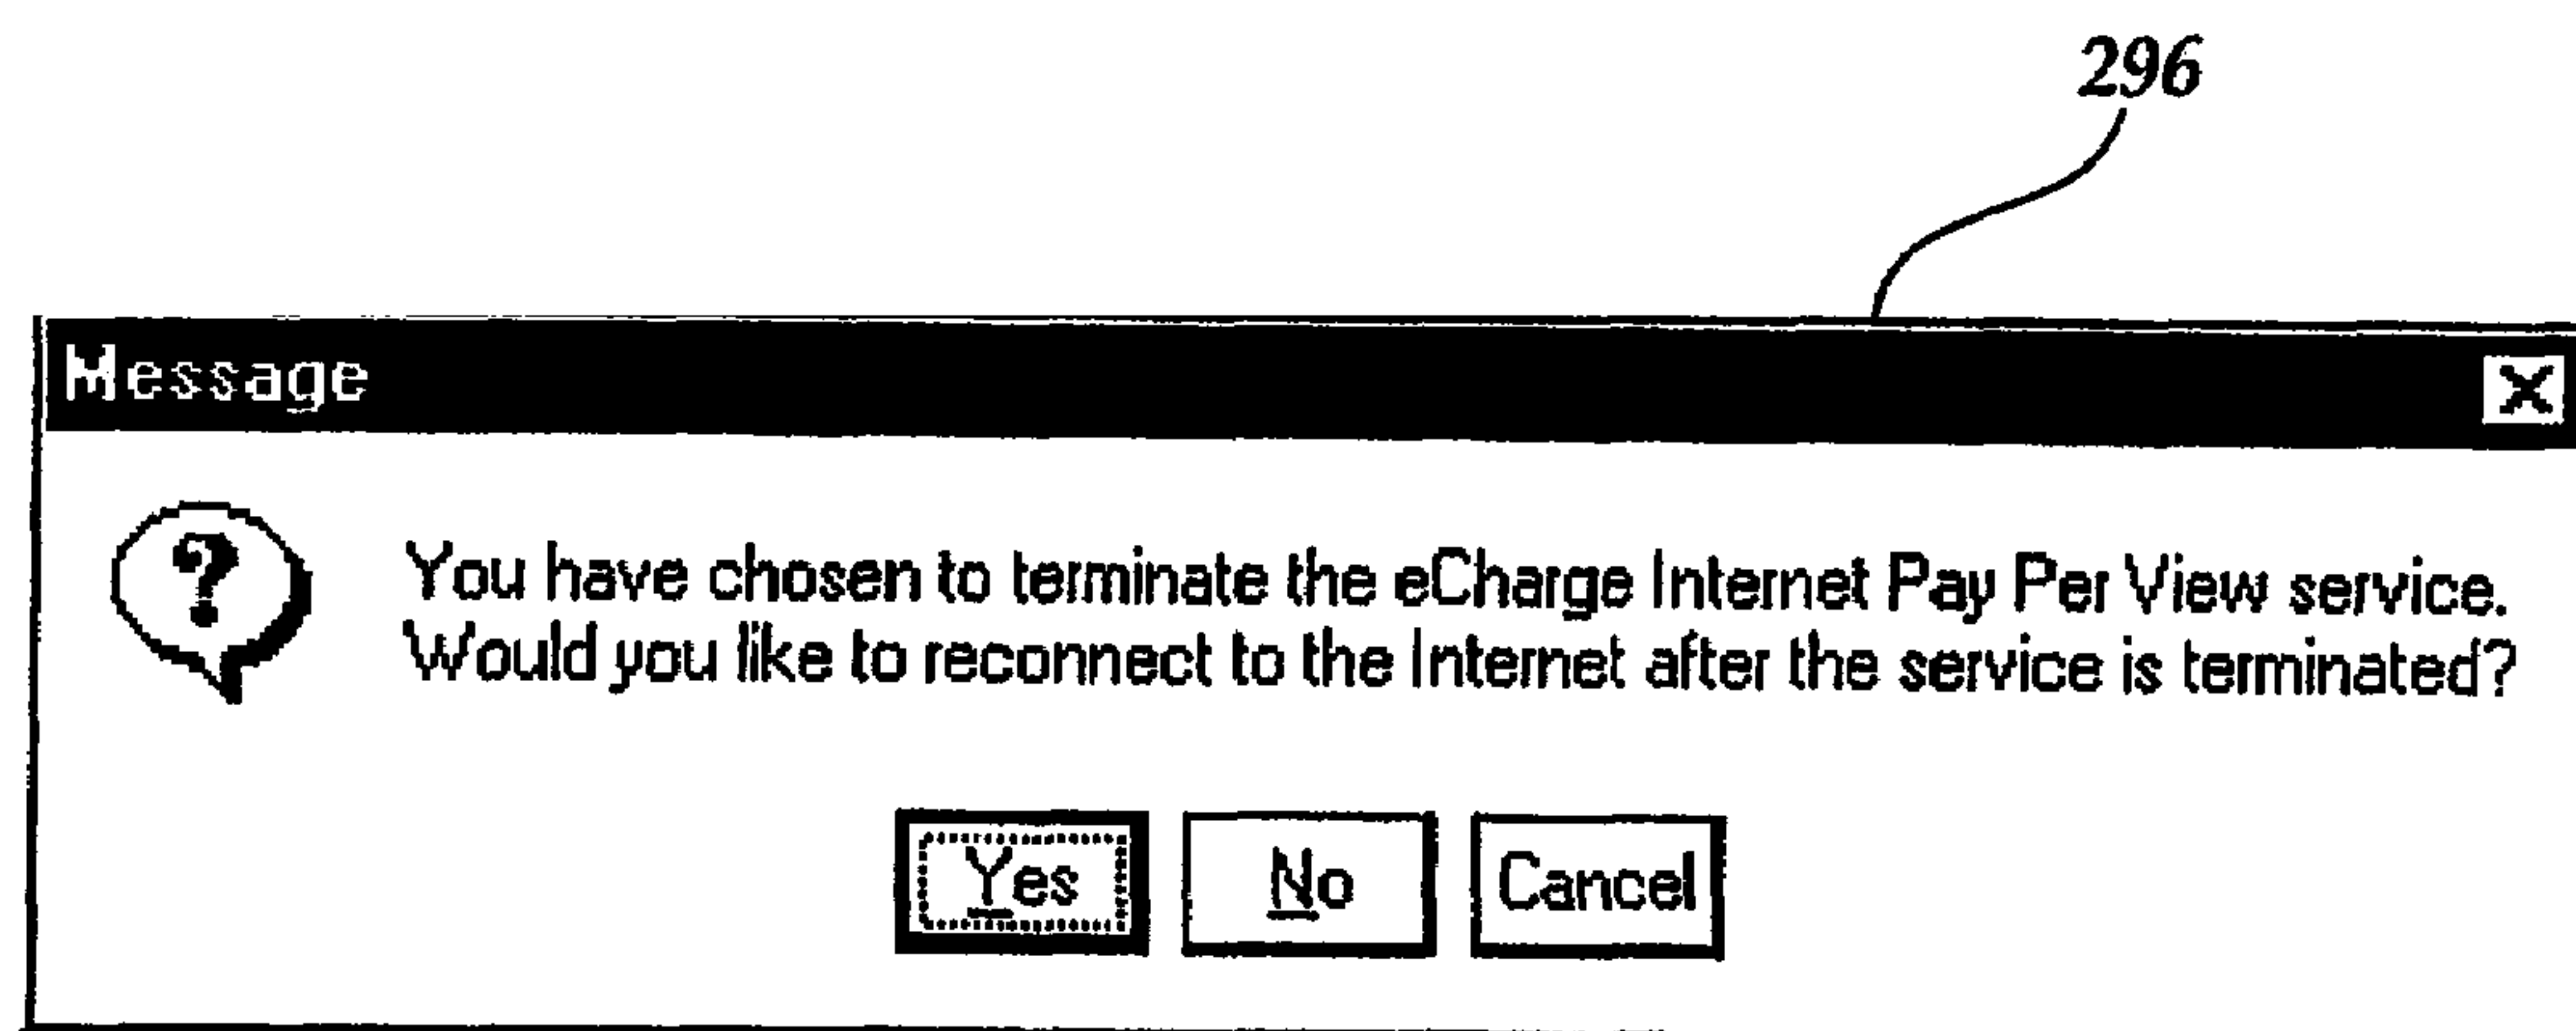 296
Message
You have chosen to terminate the eCharge Internet Pay Per View service.
Would you like to reconnect to the Internet after the service is terminated?
Yes No Cancel